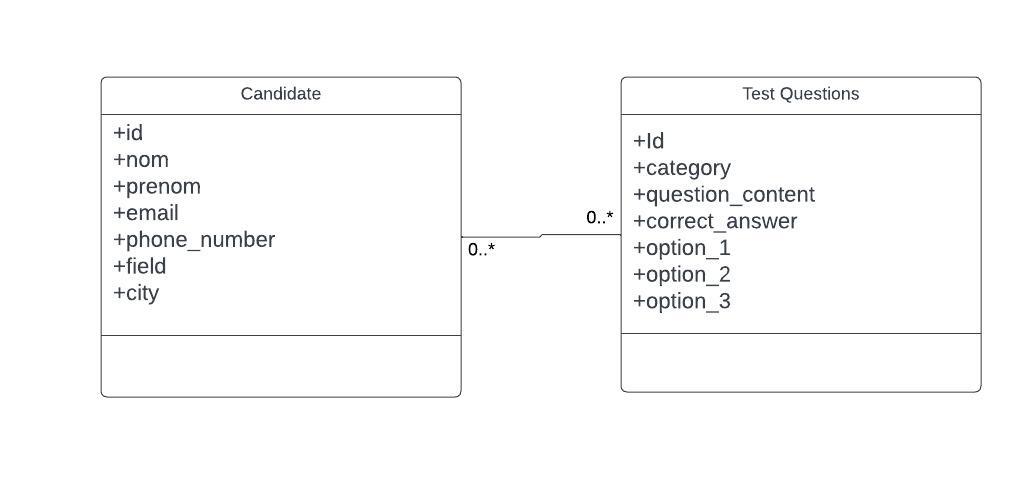 Candidate
+id
+nom
+prenom
+email
+phone_number
+field
+city
0..*
0..*
Test Questions
+Id
+category
+question_content
+correct_answer
+option_1
+option_2
+option_3